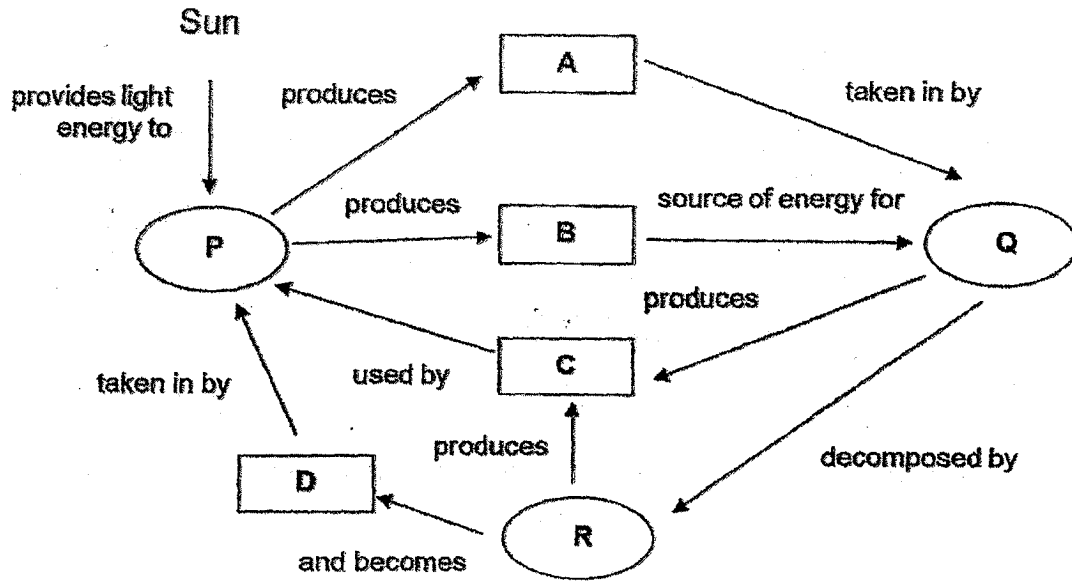 Sun
provides light
energy to
produces
A
taken in by
P
produces
B
source of energy for
Q
produces
taken in by
used by
C
produces
decomposed by
D
R
and becomes